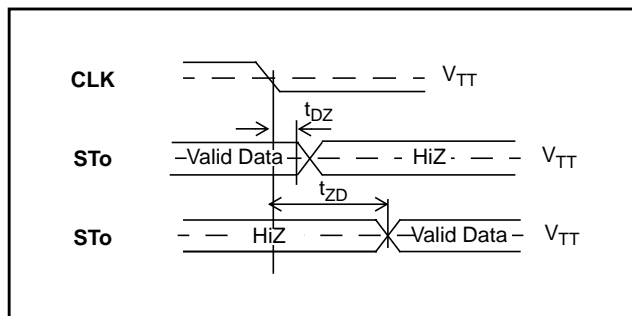 CLK V_TT
t_DZ
STo Valid Data HiZ V_TT
t_ZD
STo HiZ Valid Data V_TT